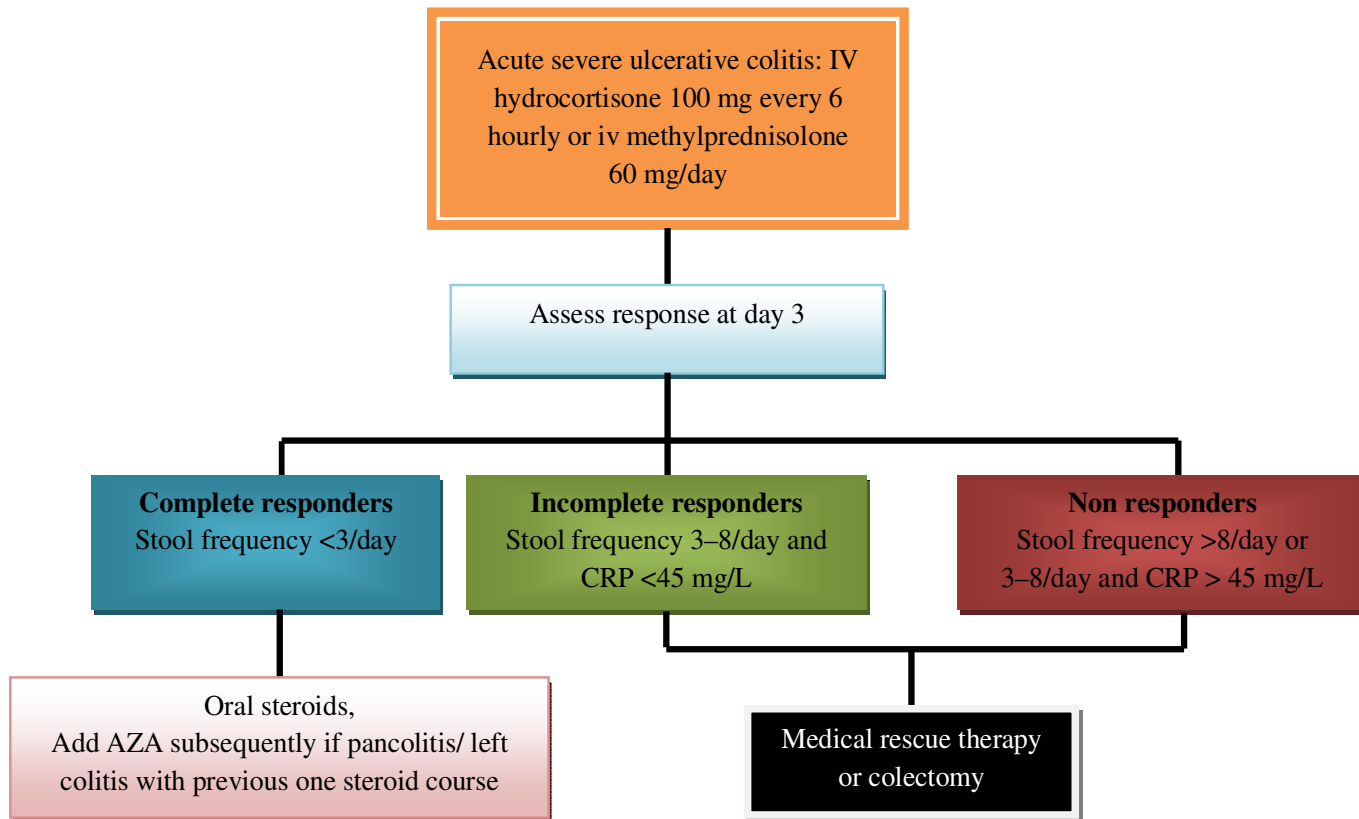 Acute severe ulcerative colitis: IV
hydrocortisone 100 mg every 6
hourly or iv methylprednisolone
60 mg/day
Assess response at day 3
Complete responders
Stool frequency <3/day
Incomplete responders
Stool frequency 3–8/day and
CRP <45 mg/L
Non responders
Stool frequency >8/day or
3–8/day and CRP > 45 mg/L
Oral steroids,
Add AZA subsequently if pancolitis/ left
colitis with previous one steroid course
Medical rescue therapy
or colectomy